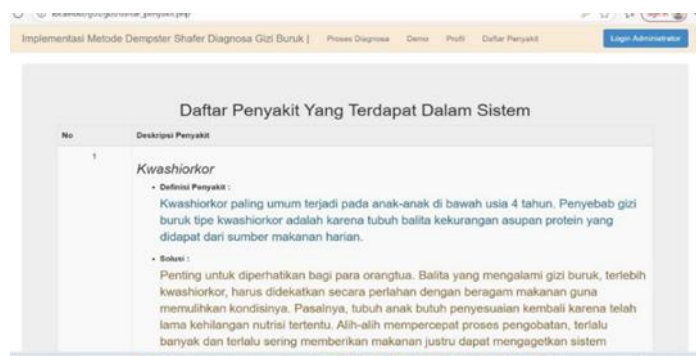 Implementasi Metode Dempster Shafer Diagnosa Gizi Buruk | Proses Diagnosa Demo Profil Daftar Penyakit Login Administrator
Daftar Penyakit Yang Terdapat Dalam Sistem
No Deskripsi Penyakit
1
Kwashiorkor
• Definisi Penyakit :
Kwashiorkor paling umum terjadi pada anak-anak di bawah usia 4 tahun. Penyebab gizi
buruk tipe kwashiorkor adalah karena tubuh balita kekurangan asupan protein yang
didapat dari sumber makanan harian.
• Solusi :
Penting untuk diperhatikan bagi para orangtua. Balita yang mengalami gizi buruk, terlebih
kwashiorkor, harus didekatkan secara perlahan dengan beragam makanan guna
memulihkan kondisinya. Pasalnya, tubuh anak butuh penyesuaian kembali karena telah
lama kehilangan nutrisi tertentu. Alih-alih mempercepat proses pengobatan, terlalu
banyak dan terlalu sering memberikan makanan justru dapat mengagetkan sistem